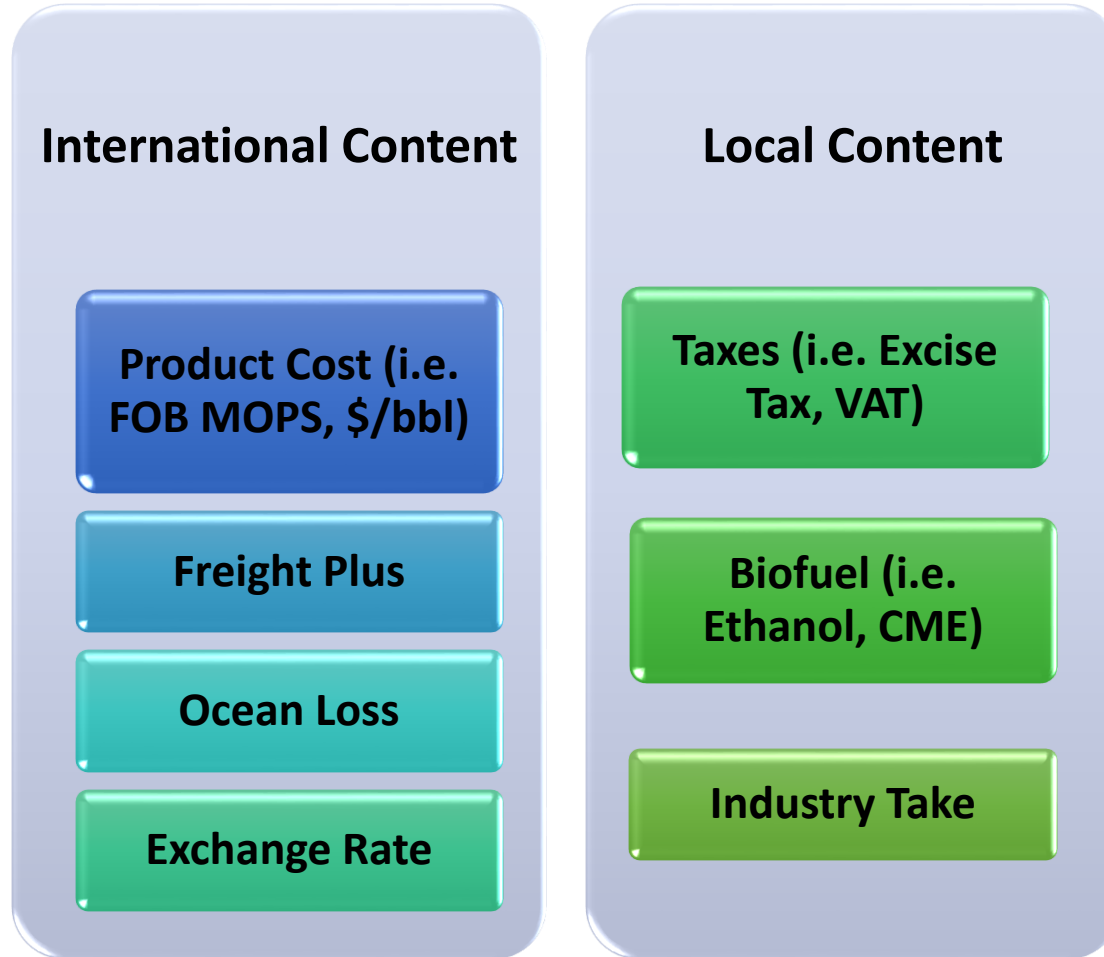 International Content
Product Cost (i.e.
FOB MOPS, $/bbl)
Freight Plus
Ocean Loss
Exchange Rate
Local Content
Taxes (i.e. Excise
Tax, VAT)
Biofuel (i.e.
Ethanol, CME)
Industry Take